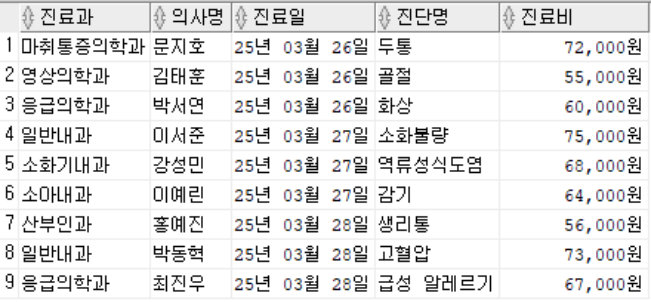 진료과 의사명 진료일 진단명 진료비
1 마취통증의학과 문지호 25년 03월 26일 두통 72,000원
2 영상의학과 김태훈 25년 03월 26일 골절 55,000원
3 응급의학과 박서연 25년 03월 26일 화상 60,000원
4 일반내과 이서준 25년 03월 27일 소화불량 75,000원
5 소화기내과 강성민 25년 03월 27일 역류성식도염 68,000원
6 소아내과 이예린 25년 03월 27일 감기 64,000원
7 산부인과 홍예진 25년 03월 28일 생리통 56,000원
8 일반내과 박동혁 25년 03월 28일 고혈압 73,000원
9 응급의학과 최진우 25년 03월 28일 급성 알레르기 67,000원